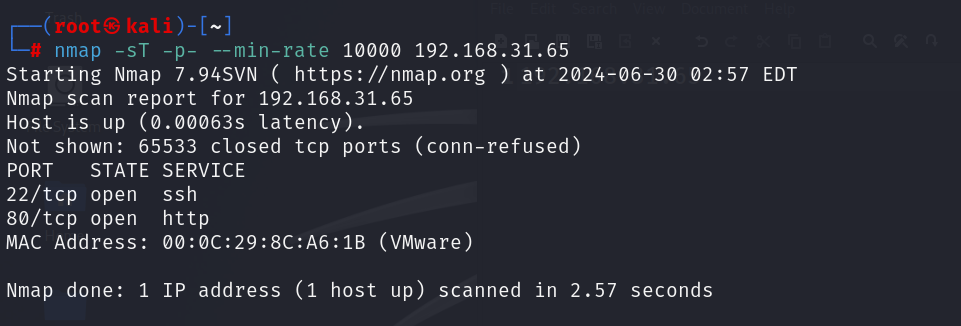 ┌──(root㉿kali)-[~]
└─# nmap -sT -p- --min-rate 10000 192.168.31.65
Starting Nmap 7.94SVN ( https://nmap.org ) at 2024-06-30 02:57 EDT
Nmap scan report for 192.168.31.65
Host is up (0.00063s latency).
Not shown: 65533 closed tcp ports (conn-refused)
PORT   STATE SERVICE
22/tcp open  ssh
80/tcp open  http
MAC Address: 00:0C:29:8C:A6:1B (VMware)
Nmap done: 1 IP address (1 host up) scanned in 2.57 seconds